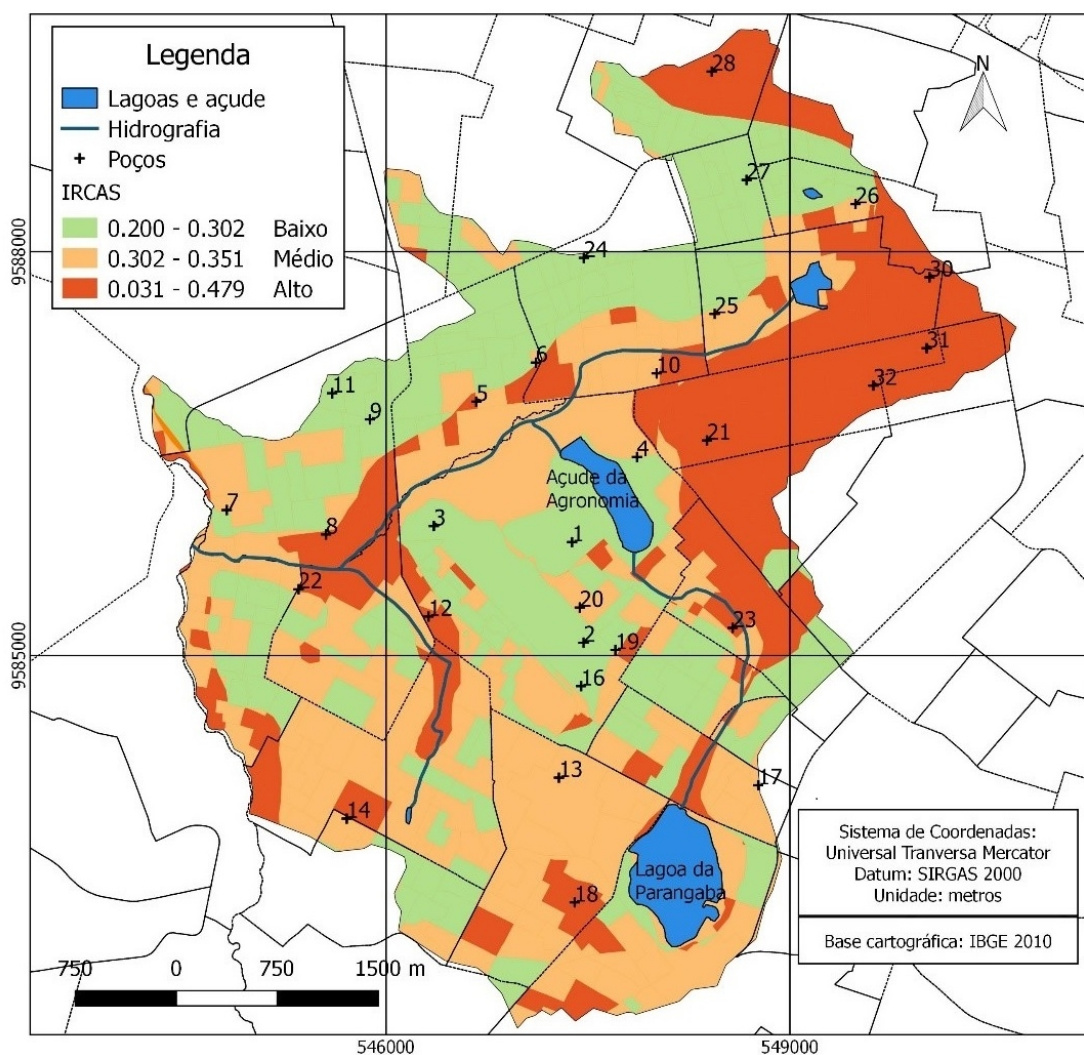 Legenda
Lagoas e açude
Hidrografia
Poços
IRCAS
0.200 - 0.302 Baixo
0.302 - 0.351 Médio
0.031 - 0.479 Alto
N
28
27
26
24
30
25
31
6
10
32
11
5
9
21
4
Açude da
Agronomia
7
3
8
1
22
20
12
23
2
19
16
13
17
14
Lagoa da
Parangaba
18
9588000
9585000
Sistema de Coordenadas:
Universal Tranversa Mercator
Datum: SIRGAS 2000
Unidade: metros
Base cartográfica: IBGE 2010
750 0 750 1500 m
546000 549000